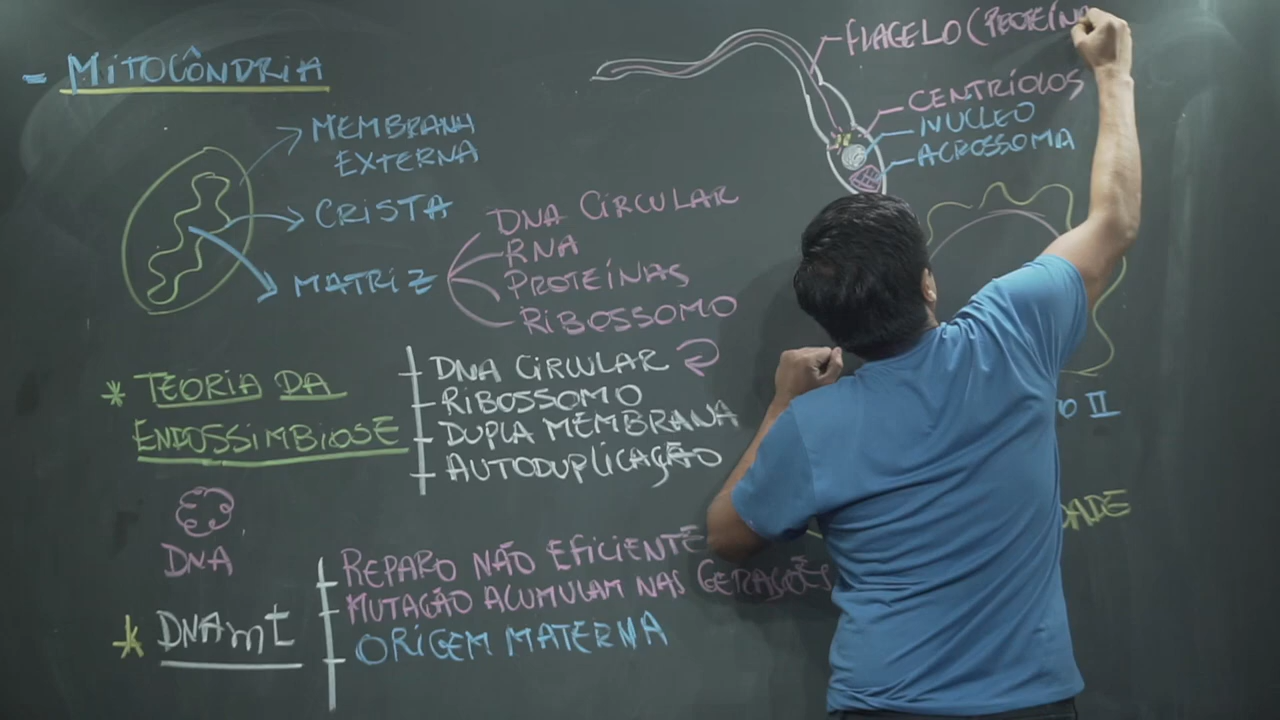 - MITOCÔNDRIA
MEMBRANA
EXTERNA
CRISTA
MATRIZ
DNA CIRCULAR
RNA
PROTEÍNAS
RIBOSSOMO
* TEORIA DA
ENDOSSIMBIOSE
DNA CIRCULAR
RIBOSSOMO
DUPLA MEMBRANA
AUTODUPLICAÇÃO
DNA
* DNAmt
REPARO NÃO EFICIENTE
MUTAÇÃO ACUMULAM NAS GERAÇÕES
ORIGEM MATERNA
FLAGELO (PROTEÍN
CENTRÍOLOS
NÚCLEO
ACROSSOMA
O II
DADE